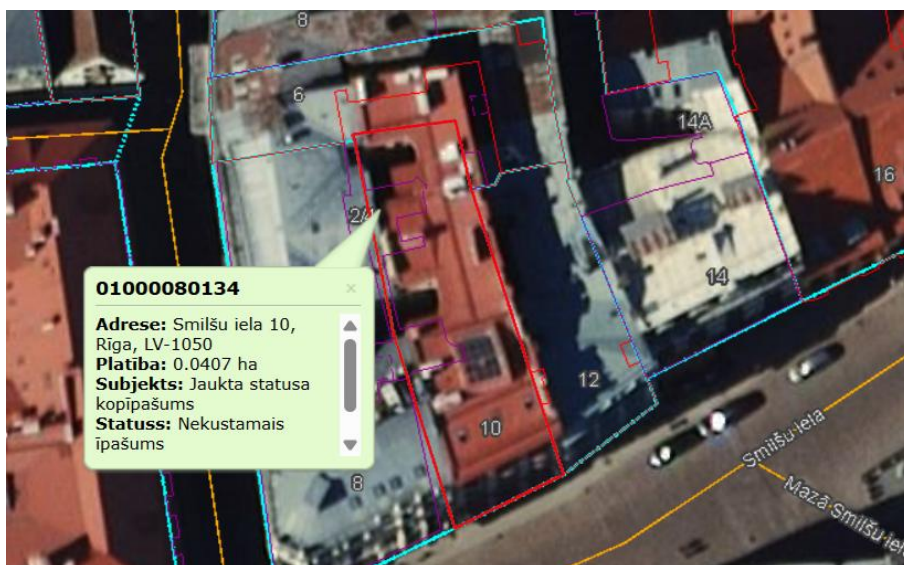 8
6
14A
16
2/4
14
01000080134
×
Adrese: Smilšu iela 10,
Rīga, LV-1050
Platība: 0.0407 ha
Subjekts: Jaukta statusa
kopīpašums
Statuss: Nekustamais
īpašums
12
10
8
Smilšu iela
Mazā Smilšu iela